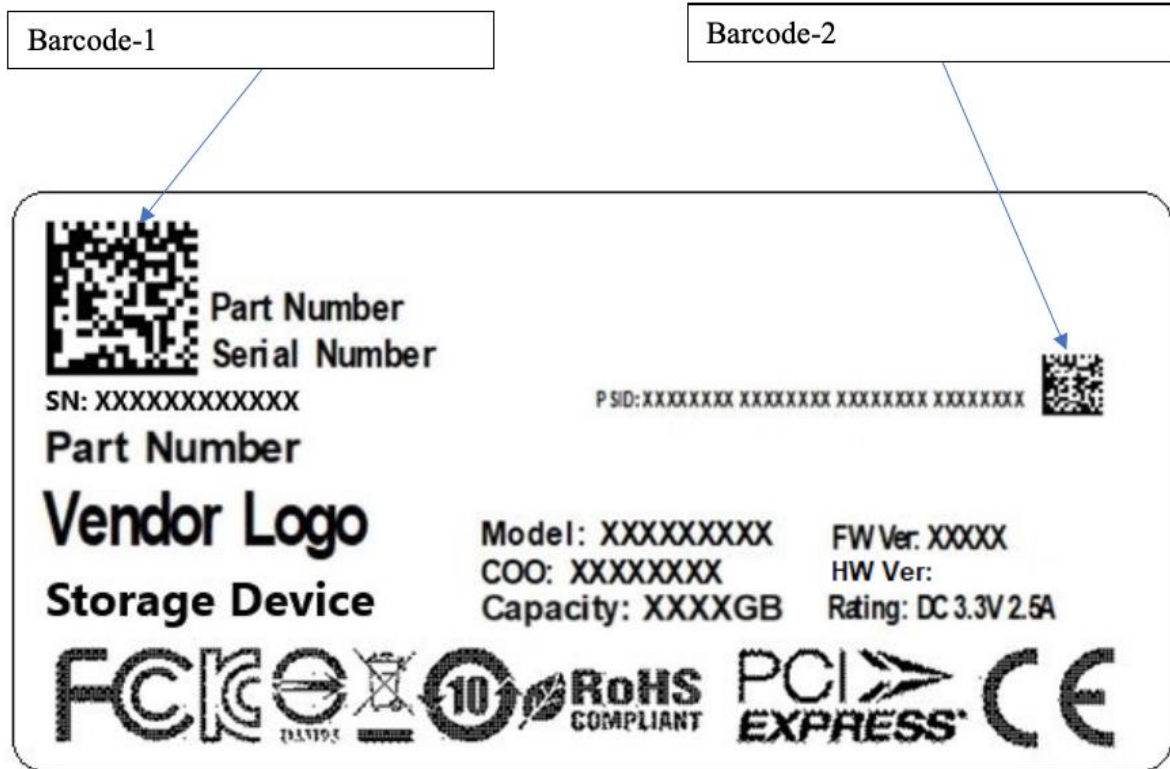 Barcode-1
Barcode-2
Part Number
Serial Number
SN: XXXXXXXXXXXX
PSID:XXXXXXXX XXXXXXXX XXXXXXXX XXXXXXXX
Part Number
Vendor Logo
Storage Device
Model: XXXXXXXXX
COO: XXXXXXXX
Capacity: XXXXGB
FW Ver: XXXXX
HW Ver:
Rating: DC 3.3V 2.5A
FC
10
RoHS
COMPLIANT
PCI
EXPRESS
CE